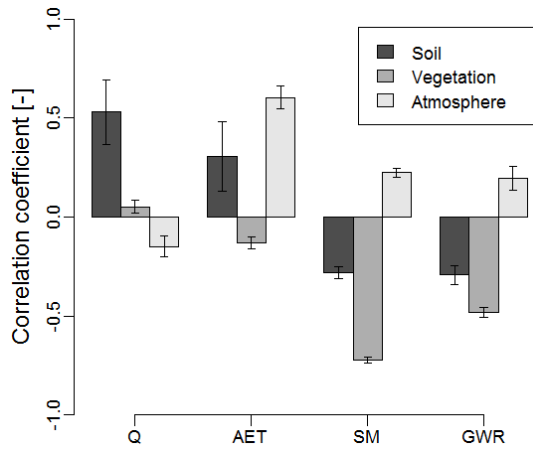 Correlation coefficient [-]
1.0
0.5
0.0
-0.5
-1.0
Soil
Vegetation
Atmosphere
Q AET SM GWR